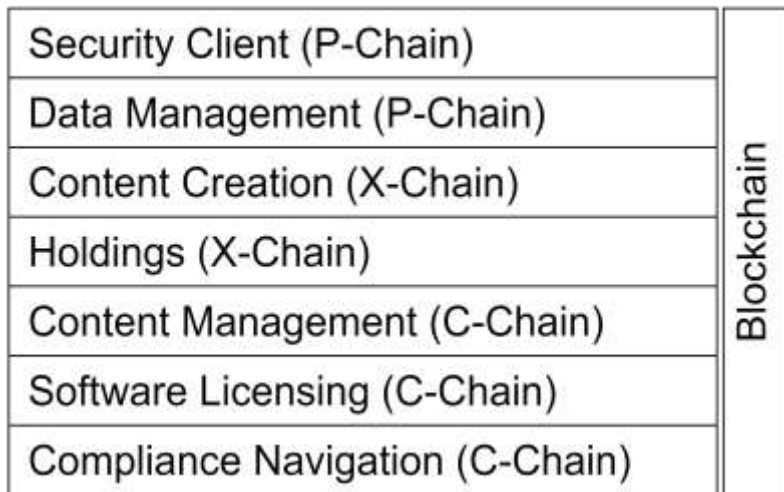 Security Client (P-Chain)
Data Management (P-Chain)
Content Creation (X-Chain)
Holdings (X-Chain)
Content Management (C-Chain)
Software Licensing (C-Chain)
Compliance Navigation (C-Chain)
Blockchain